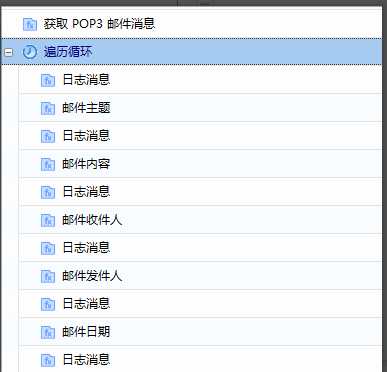 获取 POP3 邮件消息
遍历循环
日志消息
邮件主题
日志消息
邮件内容
日志消息
邮件收件人
日志消息
邮件发件人
日志消息
邮件日期
日志消息